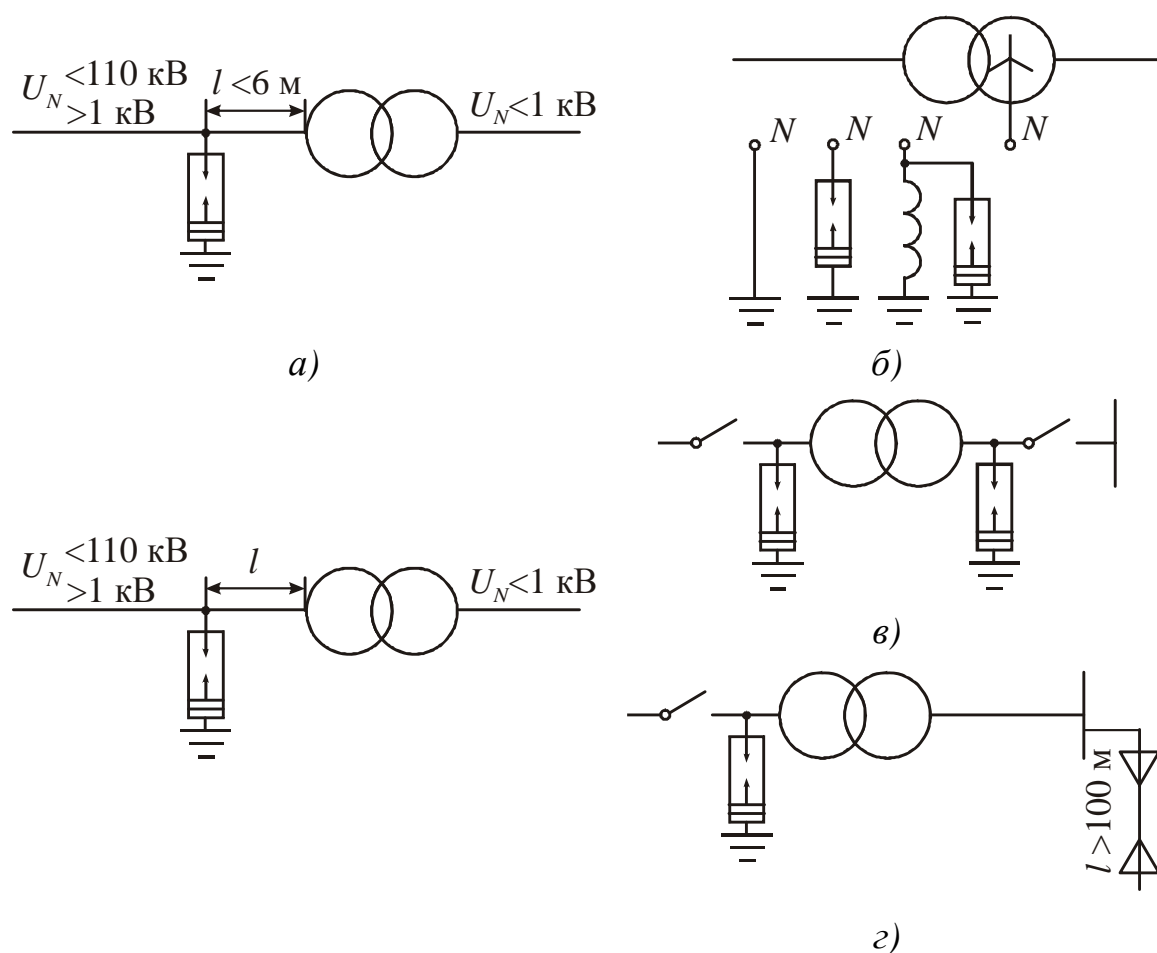 U_N <110 кВ
>1 кВ
l <6 м
U_N<1 кВ
а)
N N N N
б)
в)
U_N <110 кВ
>1 кВ
l
U_N<1 кВ
l >100 м
г)